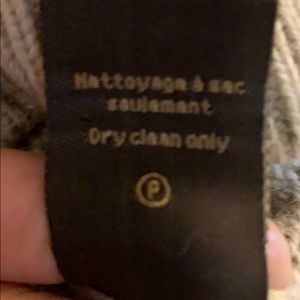 Nettoyage à sec
seulement
Dry clean only
P